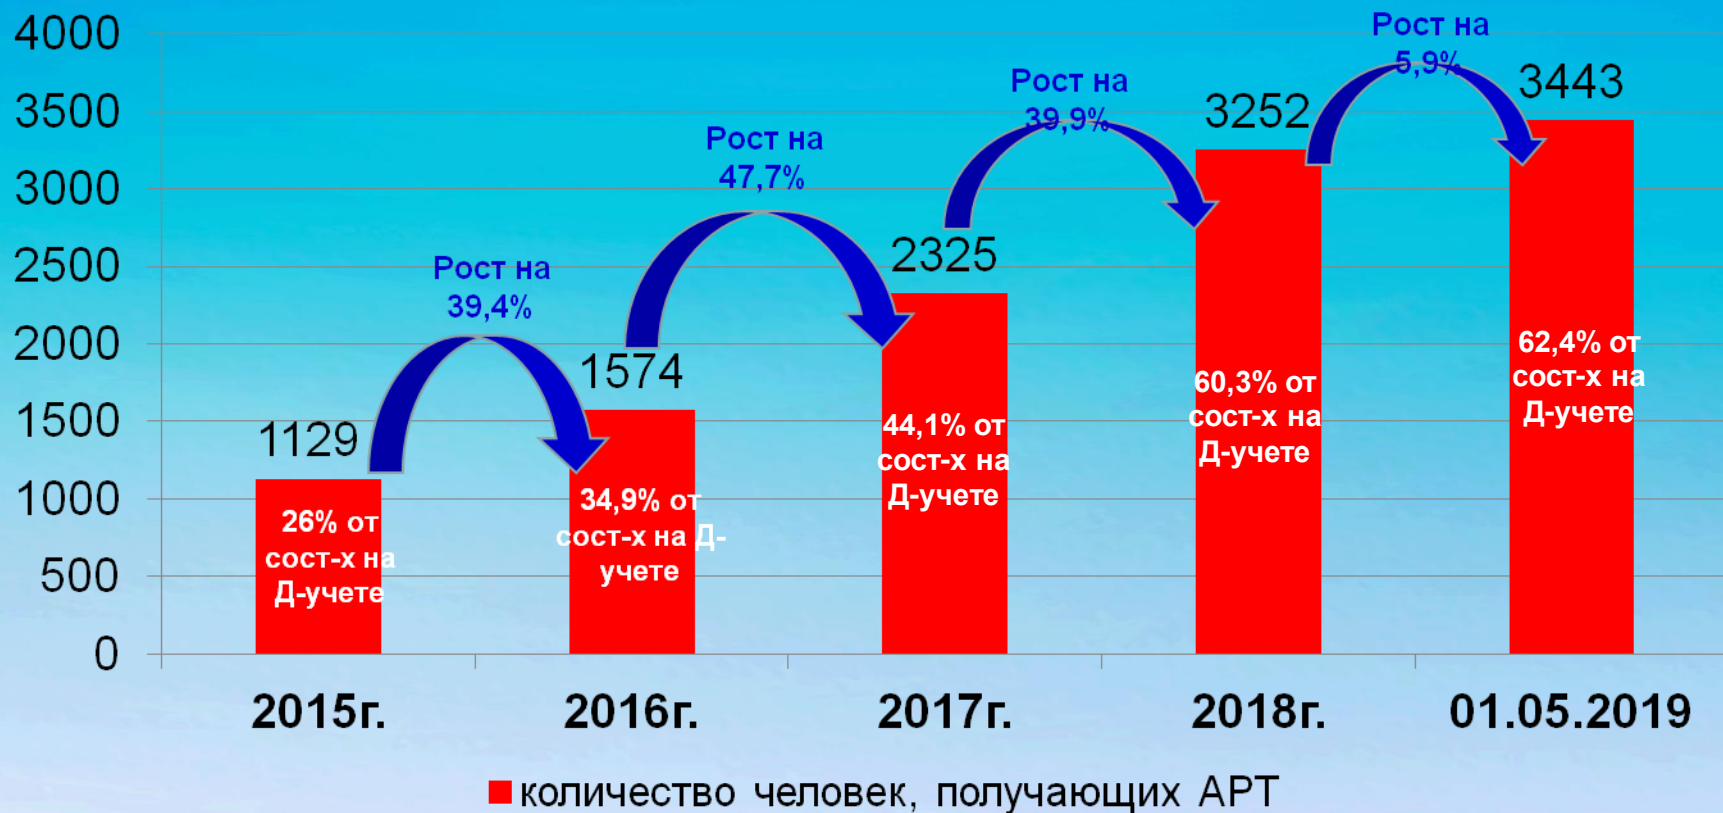 4000
3500
3000
2500
2000
1500
1000
500
0
1129
Рост на
39,4%
1574
Рост на
47,7%
2325
Рост на
39,9%
3252
Рост на
5,9%
3443
26% от
сост-х на
Д-учете
34,9% от
сост-х на Д-
учете
44,1% от
сост-х на
Д-учете
60,3% от
сост-х на
Д-учете
62,4% от
сост-х на
Д-учете
2015г.
2016г.
2017г.
2018г.
01.05.2019
количество человек, получающих АРТ